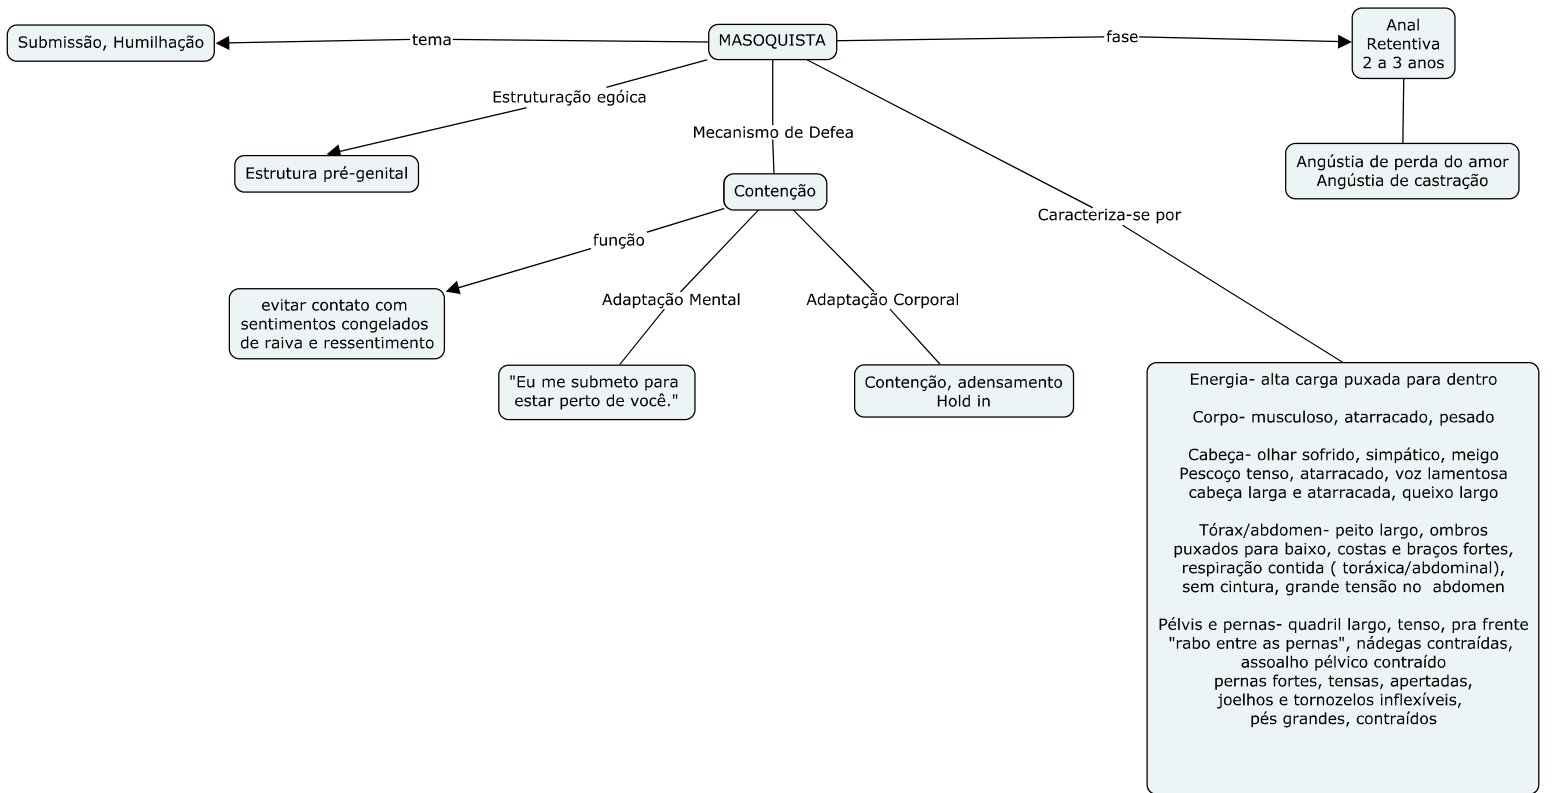 Submissão, Humilhação
tema
MASOQUISTA
fase
Anal
Retentiva
2 a 3 anos
Estruturação egóica
Estrutura pré-genital
Mecanismo de Defea
Contenção
Angústia de perda do amor
Angústia de castração
função
evitar contato com
sentimentos congelados
de raiva e ressentimento
Adaptação Mental
"Eu me submeto para
estar perto de você."
Adaptação Corporal
Contenção, adensamento
Hold in
Caracteriza-se por
Energia- alta carga puxada para dentro
Corpo- musculoso, atarracado, pesado
Cabeça- olhar sofrido, simpático, meigo
Pescoço tenso, atarracado, voz lamentosa
cabeça larga e atarracada, queixo largo
Tórax/abdomen- peito largo, ombros
puxados para baixo, costas e braços fortes,
respiração contida ( toráxica/abdominal),
sem cintura, grande tensão no  abdomen
Pélvis e pernas- quadril largo, tenso, pra frente
"rabo entre as pernas", nádegas contraídas,
assoalho pélvico contraído
pernas fortes, tensas, apertadas,
joelhos e tornozelos inflexíveis,
pés grandes, contraídos